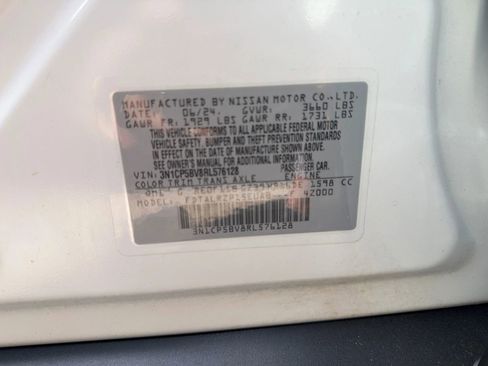 MANUFACTURED BY NISSAN MOTOR CO.,LTD.
DATE: 06/24 GVWR: 3660 LBS
GAWR FR: 1929 LBS GAWR RR: 1731 LBS
THIS VEHICLE CONFORMS TO ALL APPLICABLE FEDERAL MOTOR
VEHICLE SAFETY, BUMPER, AND THEFT PREVENTION STANDARDS
IN EFFECT ON THE DATE OF MANUFACTURE SHOWN ABOVE.
SEE OWNER'S MANUAL FOR ADDITIONAL INFORMATION
VIN: 3N1CP5BV8RL576128 PASSENGER CAR.
COLOR TRIM TRANS AXLE ENGINE
G 1598 CC
F 42000
3N1CP5BV8RL576128